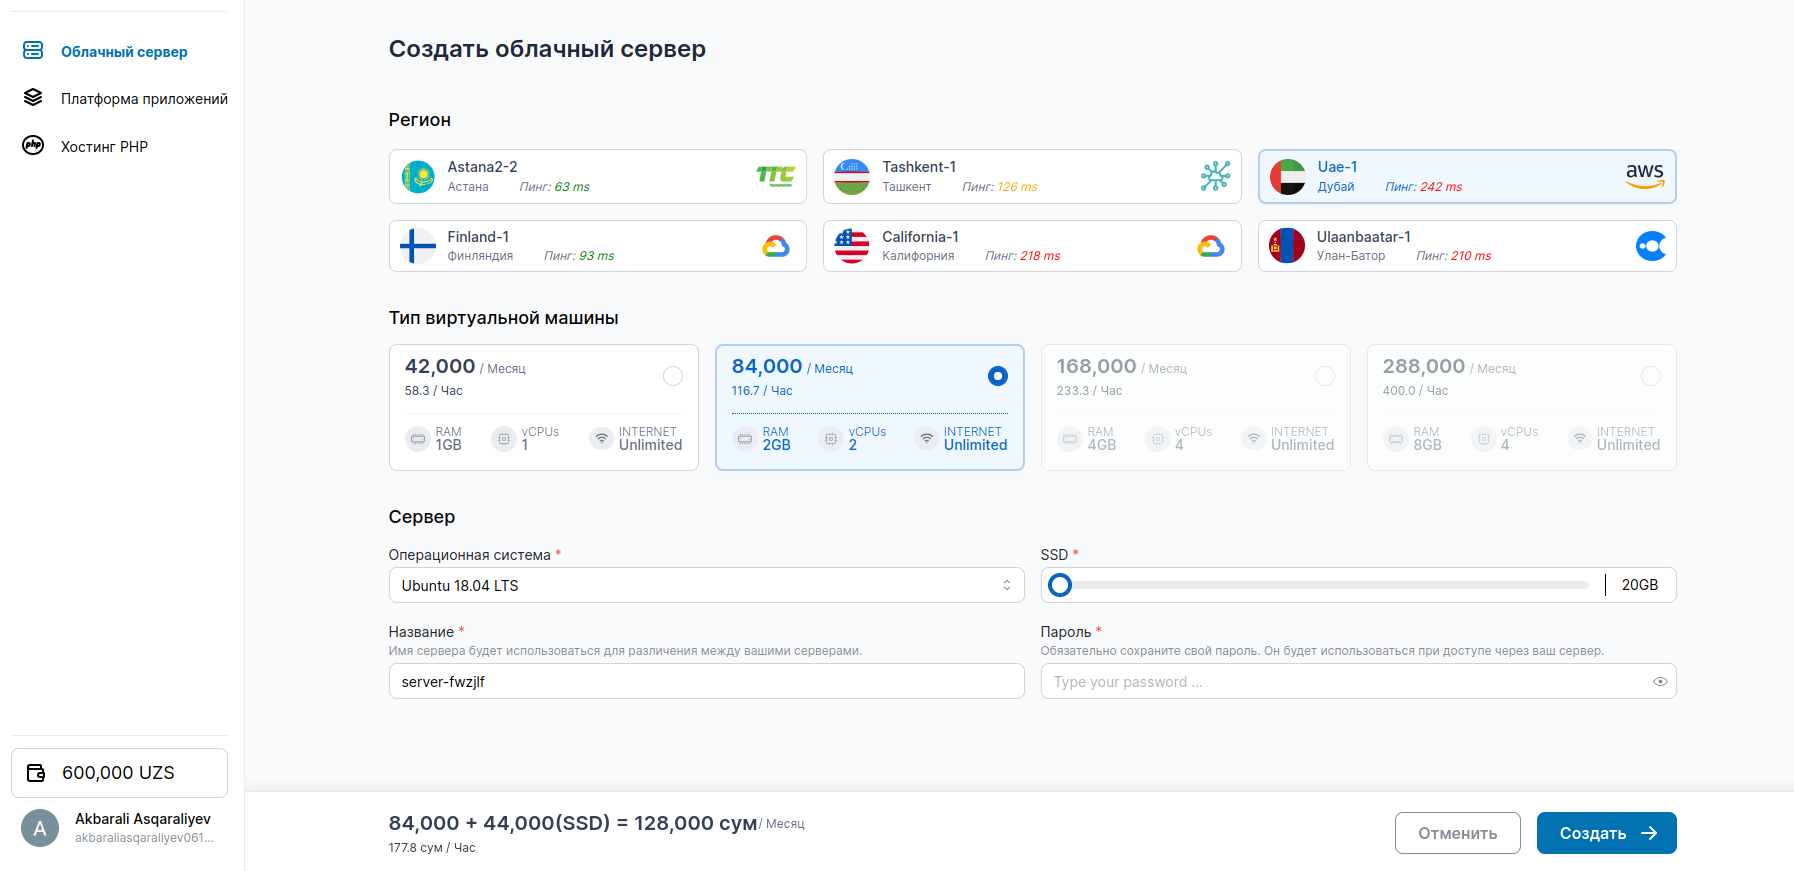 Облачный сервер
Платформа приложений
php
Хостинг PHP
600,000 UZS
A
Akbarali Asqaraliyev
akbaraliasqaraliyev061...
Создать облачный сервер
Регион
Astana2-2
Астана Пинг: 63 ms
TTC
Tashkent-1
Ташкент Пинг: 126 ms
Uae-1
Дубай Пинг: 242 ms
aws
Finland-1
Финляндия Пинг: 93 ms
California-1
Калифорния Пинг: 218 ms
Ulaanbaatar-1
Улан-Батор Пинг: 210 ms
Тип виртуальной машины
42,000 / Месяц
58.3 / Час
RAM vCPUs INTERNET
1GB 1 Unlimited
84,000 / Месяц
116.7 / Час
RAM vCPUs INTERNET
2GB 2 Unlimited
168,000 / Месяц
233.3 / Час
RAM vCPUs INTERNET
4GB 4 Unlimited
288,000 / Месяц
400.0 / Час
RAM vCPUs INTERNET
8GB 4 Unlimited
Сервер
Операционная система *
Ubuntu 18.04 LTS
SSD *
20GB
Название *
Имя сервера будет использоваться для различения между вашими серверами.
server-fwzjlf
Пароль *
Обязательно сохраните свой пароль. Он будет использоваться при доступе через ваш сервер.
Type your password ...
84,000 + 44,000(SSD) = 128,000 сум/ Месяц
177.8 сум / Час
Отменить
Создать